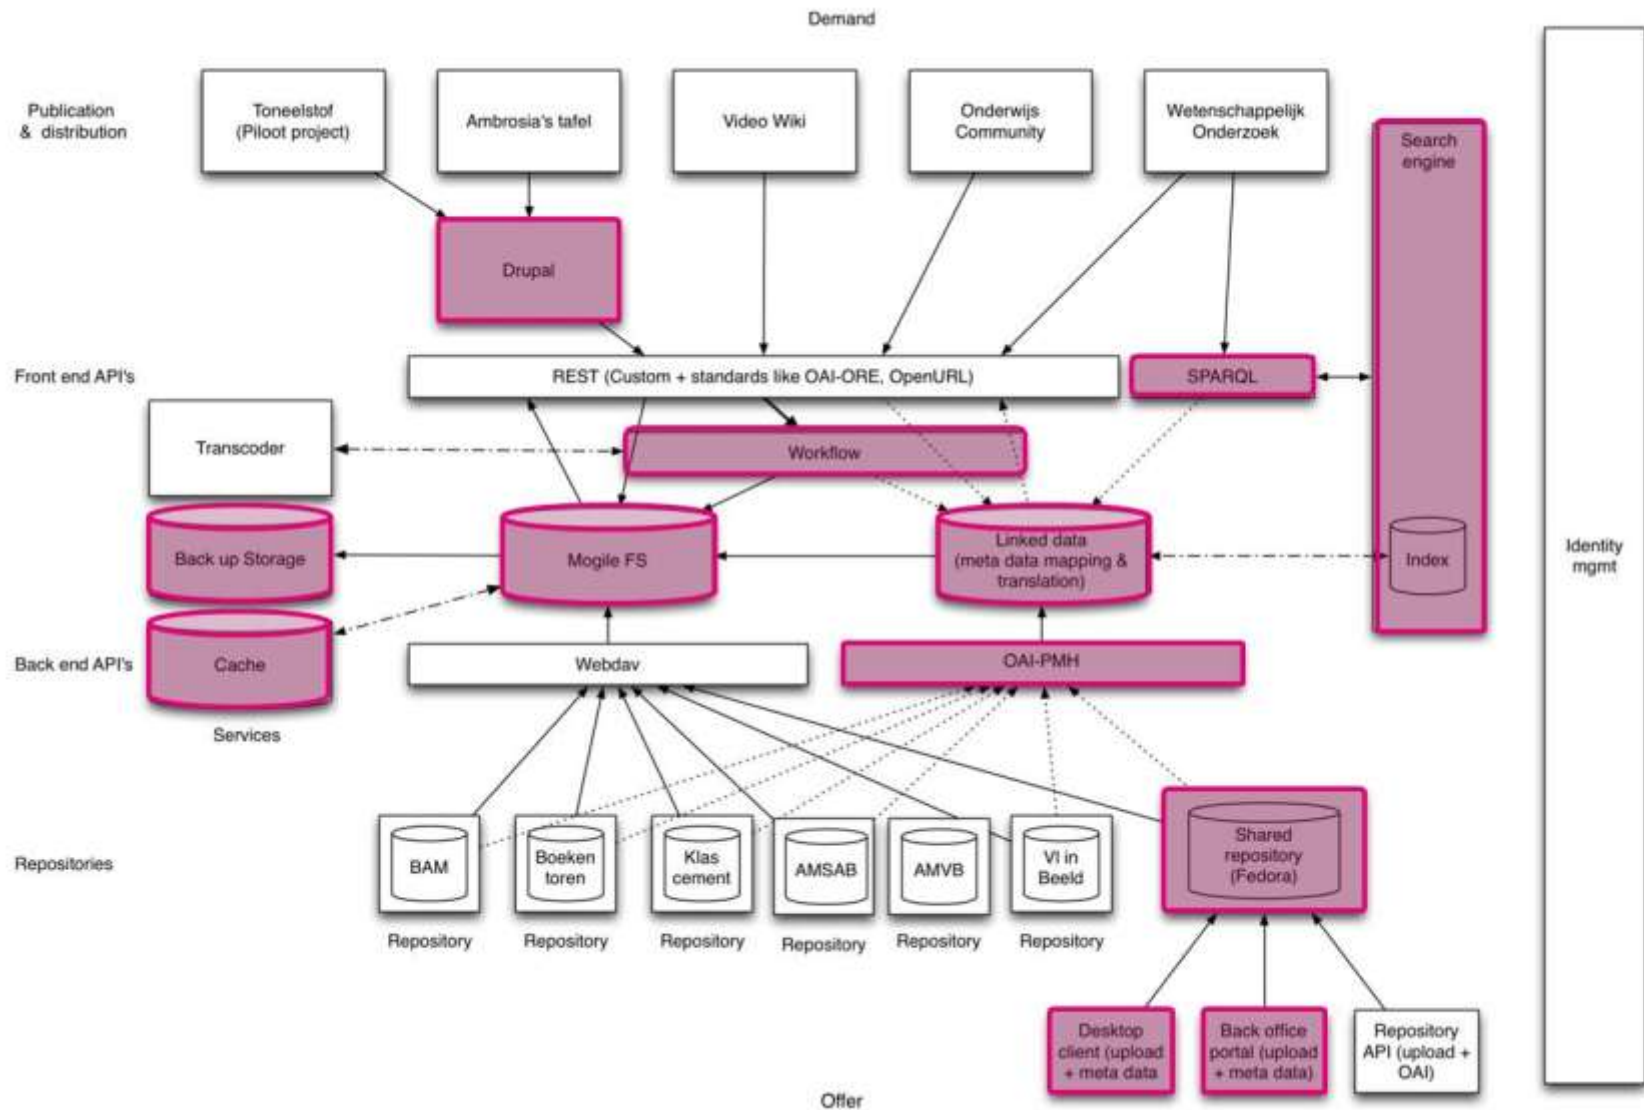 Demand
Publication
& distribution
Toneelstof
(Piloot project)
Ambrosia's tafel
Video Wiki
Onderwijs
Community
Wetenschappelijk
Onderzoek
Search
engine
Drupal
Front end API's
REST (Custom + standards like OAI-ORE, OpenURL)
SPARQL
Transcoder
Workflow
Back up Storage
Mogile FS
Linked data
(meta data mapping &
translation)
Index
Identity
mgmt
Back end API's
Cache
Webdav
OAI-PMH
Services
Repositories
BAM
Boeken
toren
Klas
cement
AMSAB
AMVB
VI in
Beeld
Shared
repository
(Fedora)
Repository
Repository
Repository
Repository
Repository
Repository
Desktop
client (upload
+ meta data
Back office
portal (upload
+ meta data)
Repository
API (upload +
OAI)
Offer